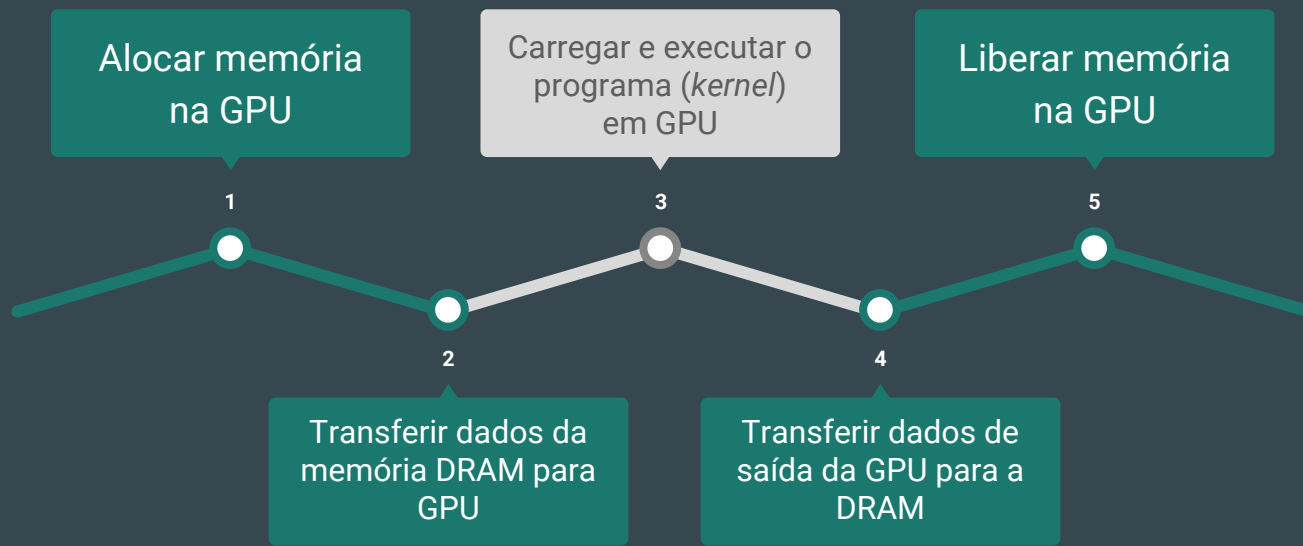 Alocar memória
na GPU
1
2
Transferir dados da
memória DRAM para
GPU
Carregar e executar o
programa (kernel)
em GPU
3
4
Transferir dados de
saída da GPU para a
DRAM
Liberar memória
na GPU
5